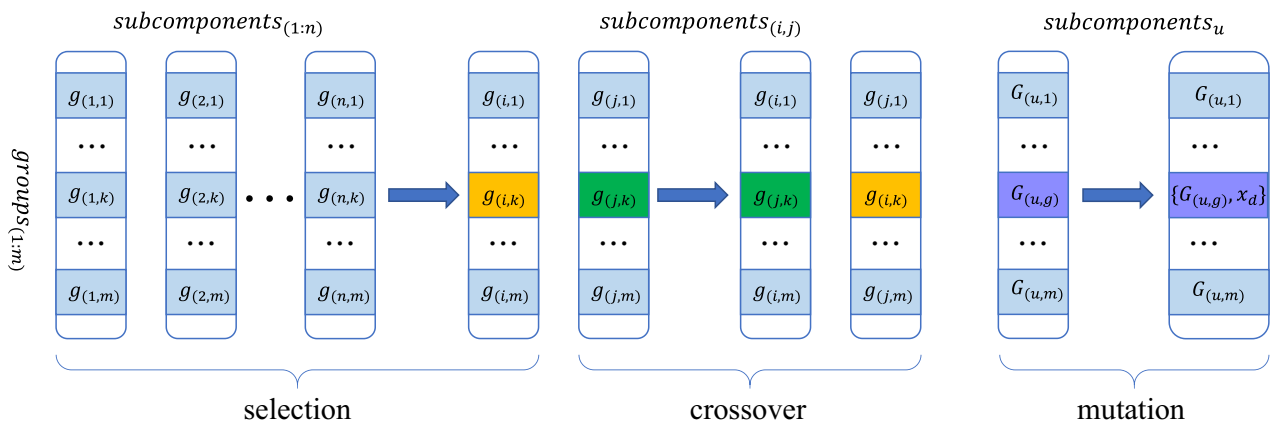 subcomponents(1:n)
subcomponents(i,j)
subcomponents_u
groups(1:m)
g(1,1) g(2,1) g(n,1) g(i,1) g(j,1) g(i,1) g(j,1) G(u,1) G(u,1)
... ... ... ... ... ... ... ... ...
g(1,k) g(2,k) ... g(n,k) g(i,k) g(j,k) g(j,k) g(i,k) G(u,g) {G(u,g), x_d}
... ... ... ... ... ... ... ... ...
g(1,m) g(2,m) g(n,m) g(i,m) g(j,m) g(i,m) g(j,m) G(u,m) G(u,m)
selection
crossover
mutation